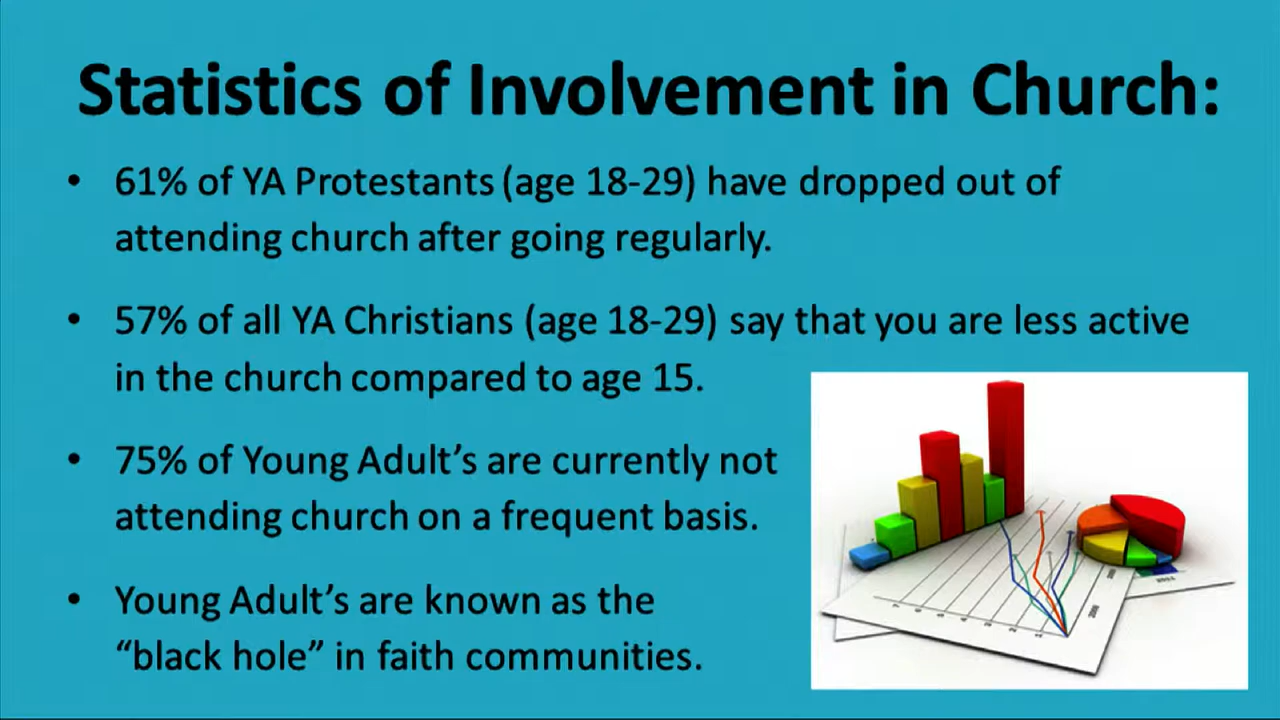 Statistics of Involvement in Church:
• 61% of YA Protestants (age 18-29) have dropped out of
attending church after going regularly.
• 57% of all YA Christians (age 18-29) say that you are less active
in the church compared to age 15.
• 75% of Young Adult’s are currently not
attending church on a frequent basis.
• Young Adult’s are known as the
“black hole” in faith communities.